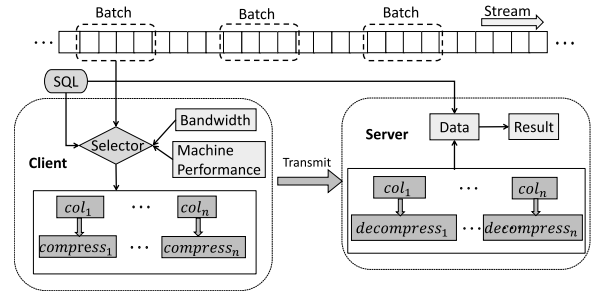 Batch Batch Batch Stream
... ...
SQL
Bandwidth
Server Data Result
Client Selector
Machine
Performance
Transmit
col₁ ... colₙ
compress₁ ... compressₙ
col₁ ... colₙ
decompress₁ ... decompressₙ